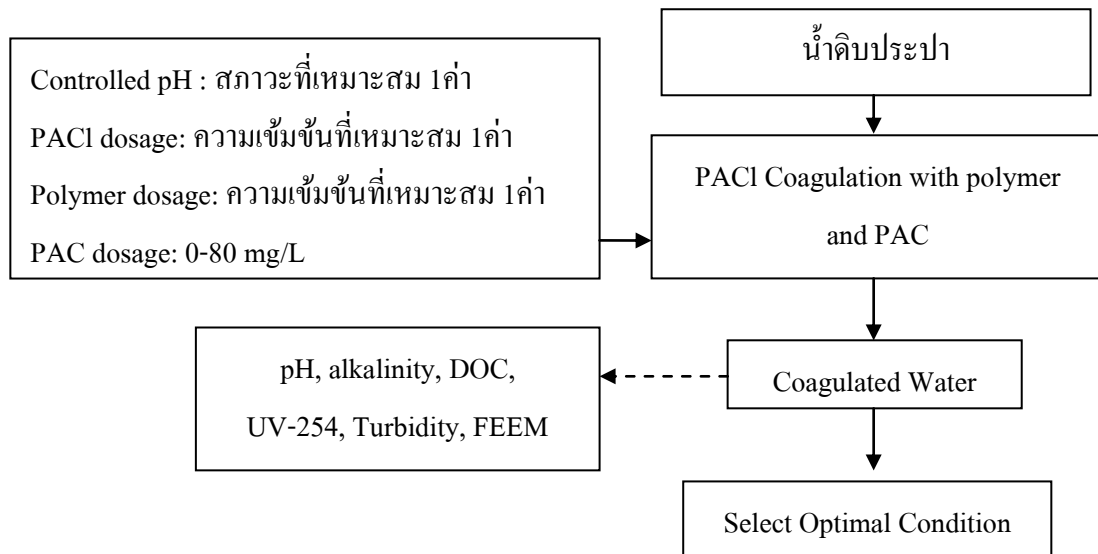 น้ำดิบประปา
Controlled pH : สภาวะที่เหมาะสม 1ค่า
PACl dosage: ความเข้มข้นที่เหมาะสม 1ค่า
Polymer dosage: ความเข้มข้นที่เหมาะสม 1ค่า
PAC dosage: 0-80 mg/L
PACl Coagulation with polymer
and PAC
pH, alkalinity, DOC,
UV-254, Turbidity, FEEM
Coagulated Water
Select Optimal Condition